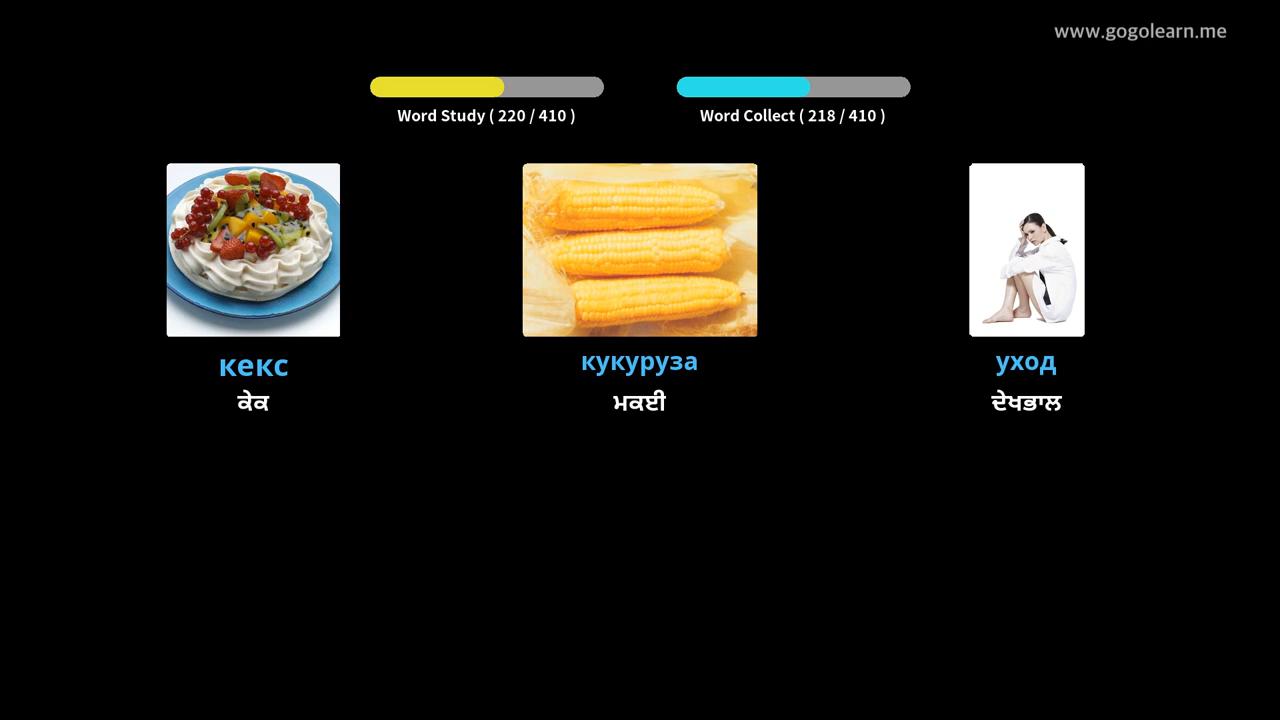 www.gogolearn.me
Word Study ( 220 / 410 )
Word Collect ( 218 / 410 )
кекс
кукуруза
уход
ਕੇਕ
ਮਕਈ
ਦੇਖਭਾਲ